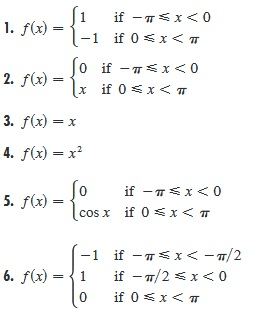 1. f(x) = { 1 if −π ≤ x < 0
−1 if 0 ≤ x < π
2. f(x) = { 0 if −π ≤ x < 0
x if 0 ≤ x < π
3. f(x) = x
4. f(x) = x²
5. f(x) = { 0 if −π ≤ x < 0
cos x if 0 ≤ x < π
6. f(x) = { −1 if −π ≤ x < −π/2
1 if −π/2 ≤ x < 0
0 if 0 ≤ x < π